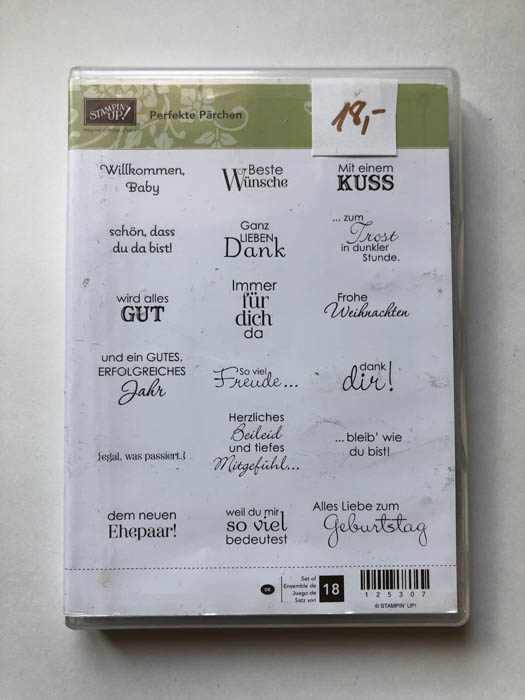 STAMPIN' UP!
inspire.create.share
Perfekte Pärchen
18,-
Willkommen,
Baby
Beste
Wünsche
Mit einem
KUSS
schön, dass
du da bist!
Ganz
LIEBEN
Dank
... zum
Trost
in dunkler
Stunde.
wird alles
GUT
Immer
für
dich
da
Frohe
Weihnachten
und ein GUTES,
ERFOLGREICHES
Jahr
So viel
Freude...
dank
dir!
}egal, was passiert.{
Herzliches
Beileid
und tiefes
Mitgefühl...
...bleib' wie
du bist!
dem neuen
Ehepaar!
weil du mir
so viel
bedeutest
Alles Liebe zum
Geburtstag
DE
Set of
Ensemble de
Juego de
Satz von
18
125307
© STAMPIN' UP!